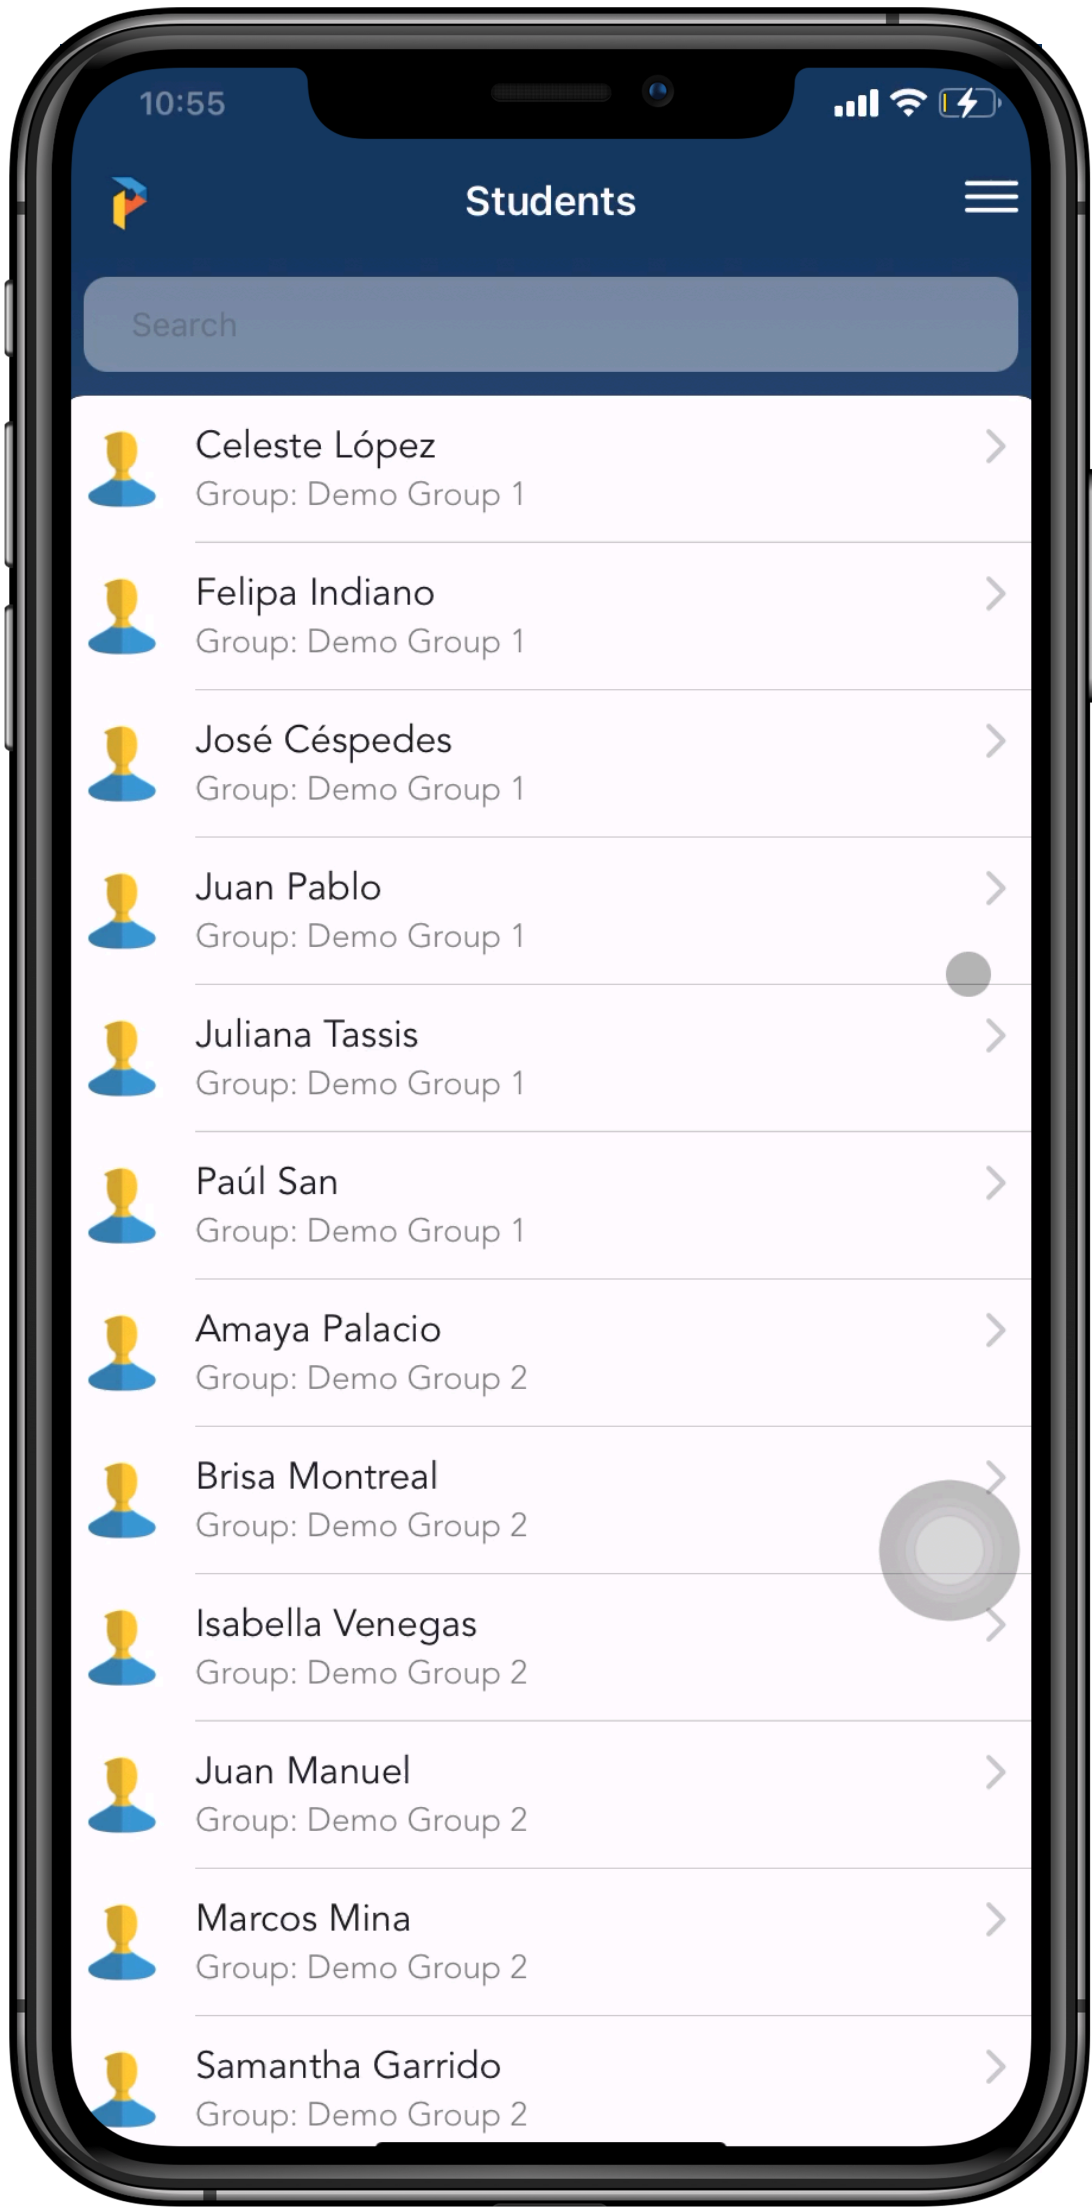 10:55
Students
Search
Celeste López
Group: Demo Group 1
Felipa Indiano
Group: Demo Group 1
José Céspedes
Group: Demo Group 1
Juan Pablo
Group: Demo Group 1
Juliana Tassis
Group: Demo Group 1
Paúl San
Group: Demo Group 1
Amaya Palacio
Group: Demo Group 2
Brisa Montreal
Group: Demo Group 2
Isabella Venegas
Group: Demo Group 2
Juan Manuel
Group: Demo Group 2
Marcos Mina
Group: Demo Group 2
Samantha Garrido
Group: Demo Group 2